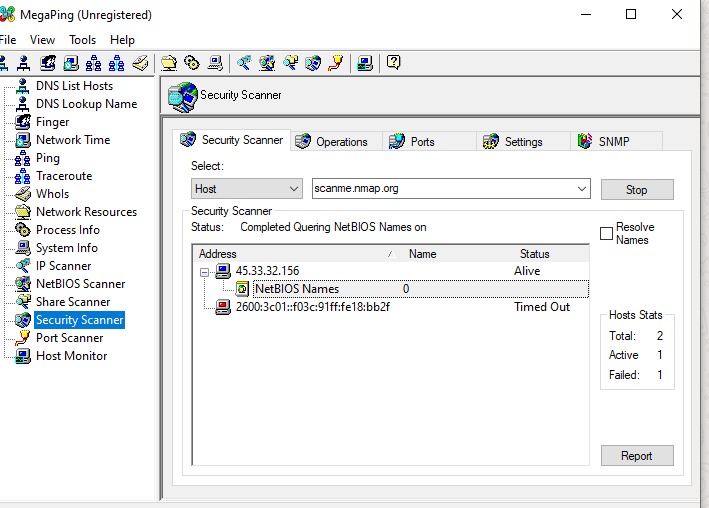 MegaPing (Unregistered)
File View Tools Help
DNS List Hosts
DNS Lookup Name
Finger
Network Time
Ping
Traceroute
WhoIs
Network Resources
Process Info
System Info
IP Scanner
NetBIOS Scanner
Share Scanner
Security Scanner
Port Scanner
Host Monitor
Security Scanner
Security Scanner Operations Ports Settings SNMP
Select:
Host scanme.nmap.org Stop
Security Scanner
Status: Completed Quering NetBIOS Names on
Resolve
Names
Address Name Status
45.33.32.156 Alive
NetBIOS Names 0
2600:3c01::f03c:91ff:fe18:bb2f Timed Out
Hosts Stats
Total: 2
Active 1
Failed: 1
Report